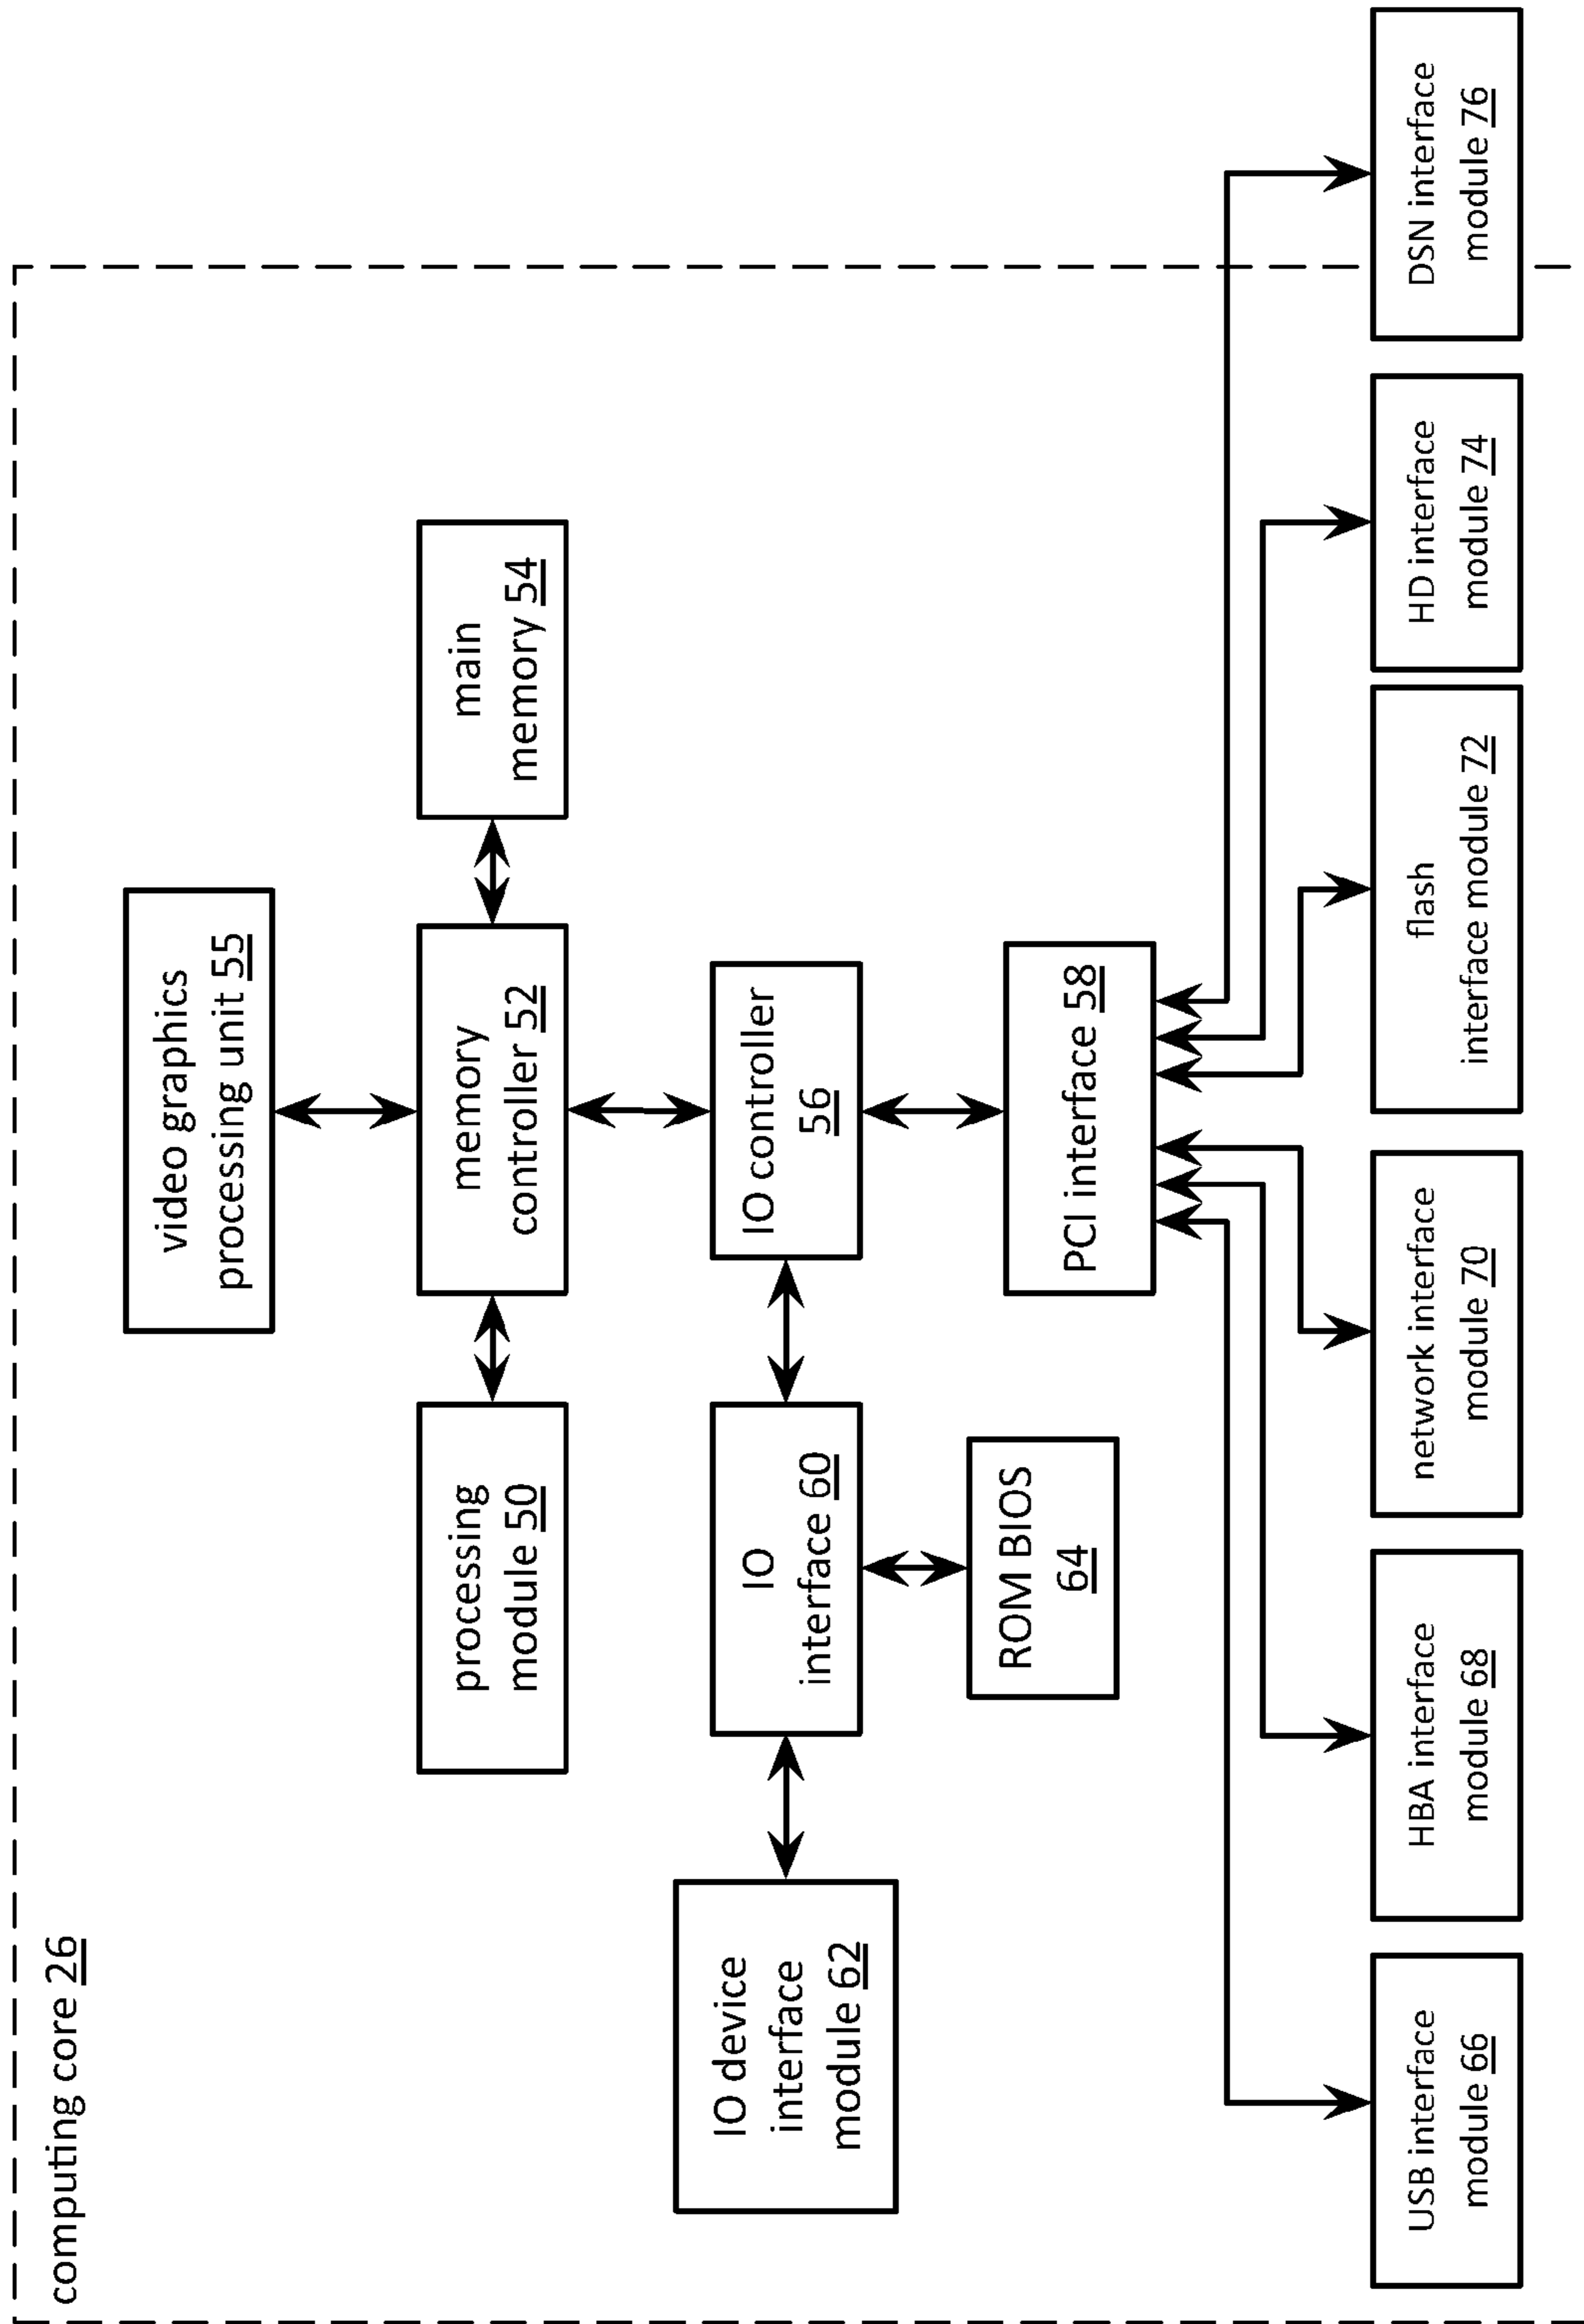 computing core 26
video graphics
processing unit 55
processing
module 50
memory
controller 52
main
memory 54
IO device
interface
module 62
IO
interface 60
IO controller
56
ROM BIOS
64
PCI interface 58
USB interface
module 66
HBA interface
module 68
network interface
module 70
flash
interface module 72
HD interface
module 74
DSN interface
module 76